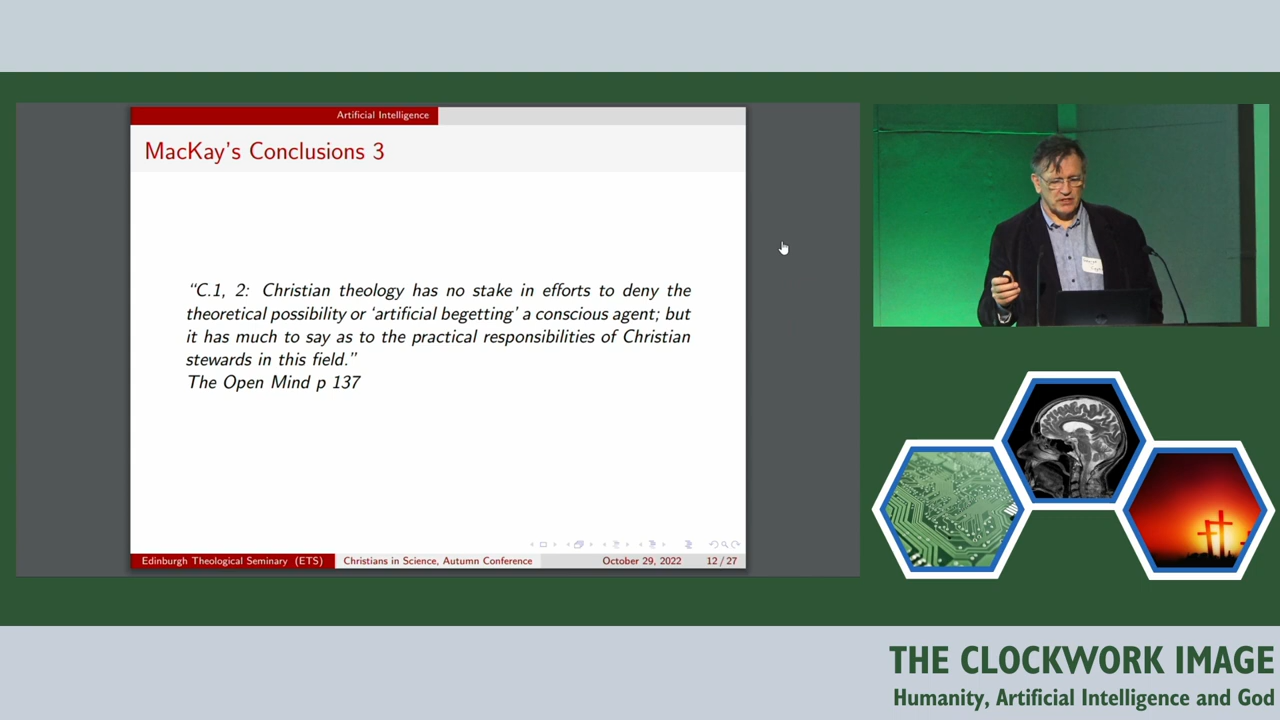 Artificial Intelligence
MacKay's Conclusions 3
“C.1, 2: Christian theology has no stake in efforts to deny the
theoretical possibility or ‘artificial begetting’ a conscious agent; but
it has much to say as to the practical responsibilities of Christian
stewards in this field.”
The Open Mind p 137
Edinburgh Theological Seminary (ETS) Christians in Science, Autumn Conference October 29, 2022 12 / 27
THE CLOCKWORK IMAGE
Humanity, Artificial Intelligence and God